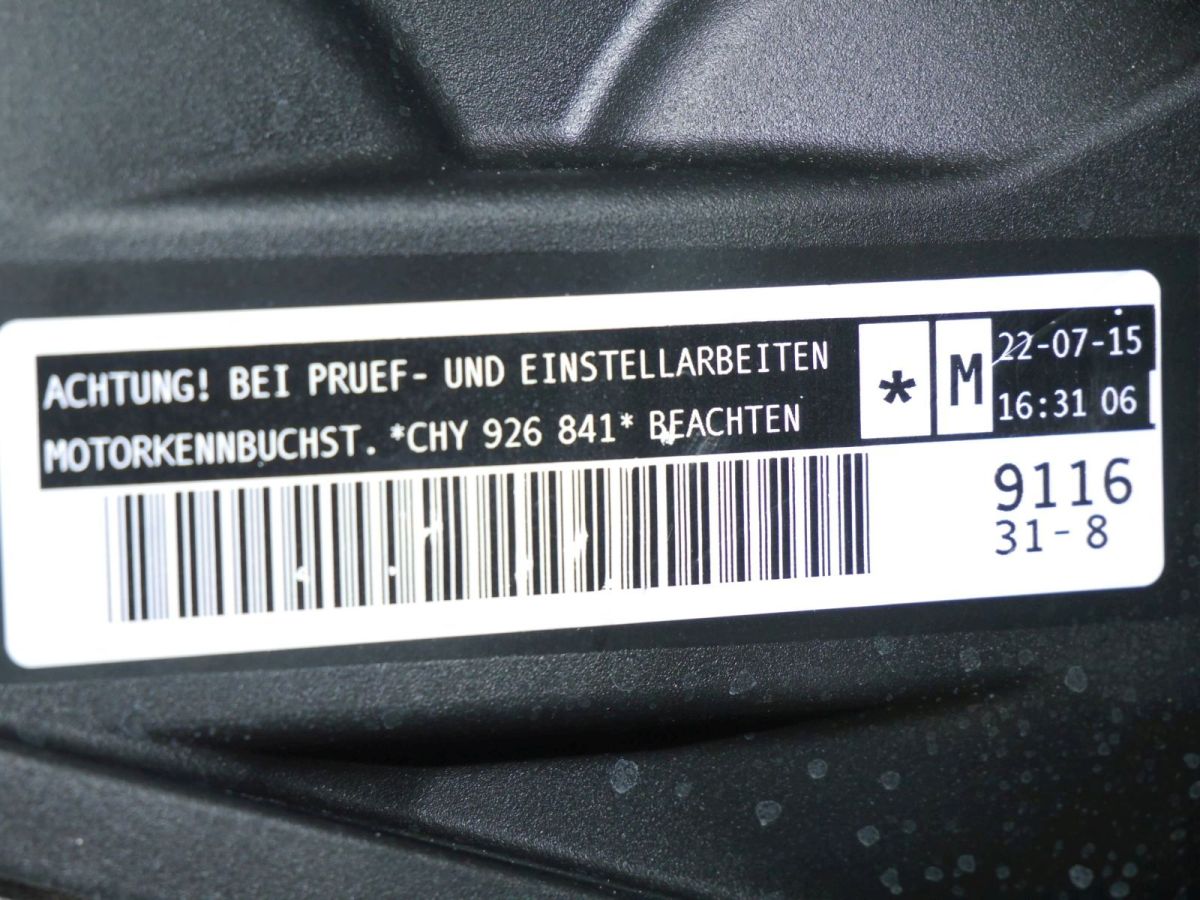 ACHTUNG! BEI PRUEF- UND EINSTELLARBEITEN
MOTORKENNBUCHST. *CHY 926 841* BEACHTEN
* M
22-07-15
16:31 06
9116
31-8